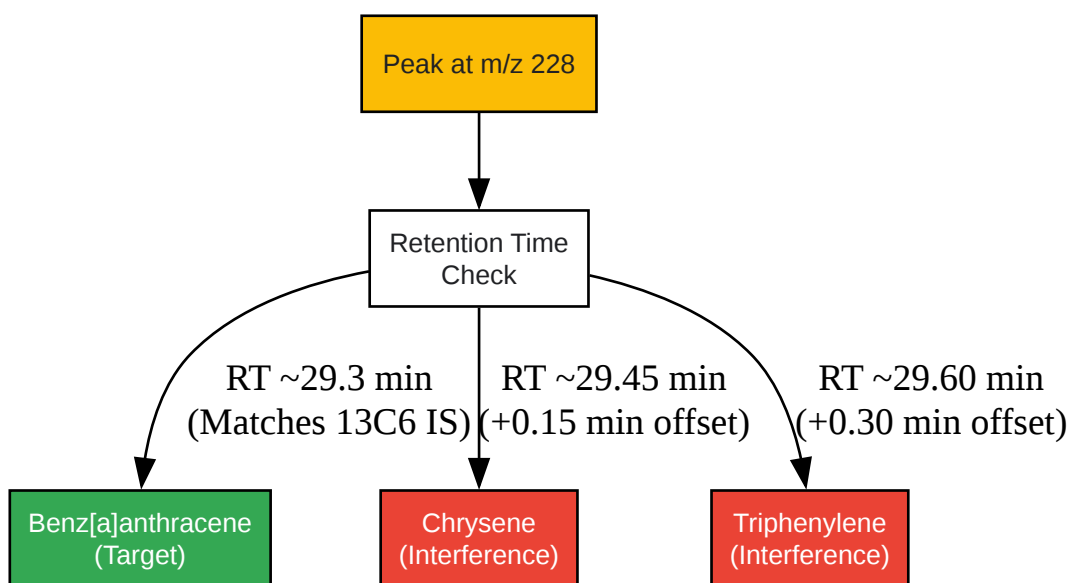 Peak at m/z 228
Retention Time
Check
RT ~29.3 min
(Matches 13C6 IS)
RT ~29.45 min
(+0.15 min offset)
RT ~29.60 min
(+0.30 min offset)
Benz[a]anthracene
(Target)
Chrysene
(Interference)
Triphenylene
(Interference)